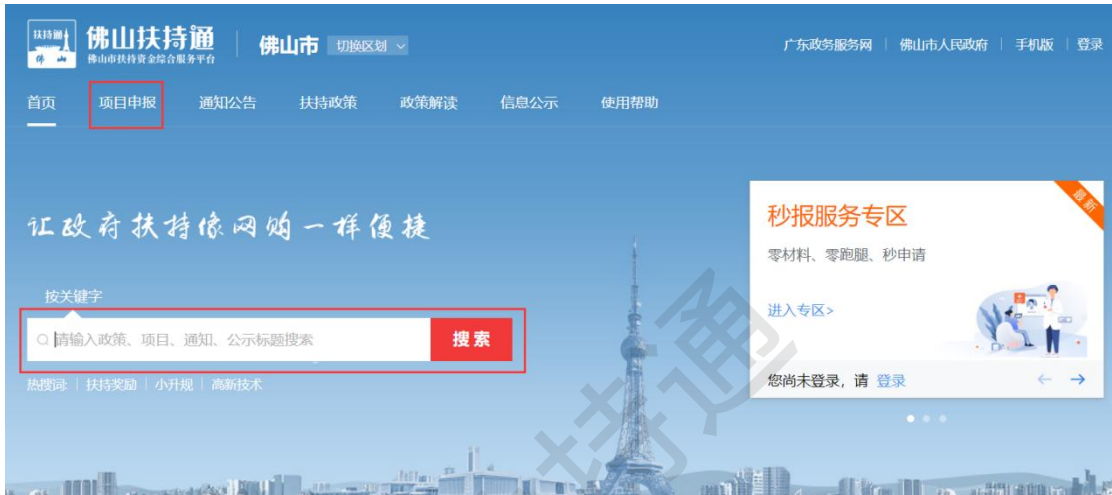 扶持通
佛山
佛山扶持通
佛山市扶持资金综合服务平台
佛山市 切换区划
广东政务服务网 | 佛山市人民政府 | 手机版 | 登录
首页 项目申报 通知公告 扶持政策 政策解读 信息公示 使用帮助
让政府扶持像网购一样便捷
按关键字
请输入政策、项目、通知、公示标题搜索 搜索
热搜词: | 扶持奖励 | 小升规 | 高新技术
最新
秒报服务专区
零材料、零跑腿、秒申请
进入专区>
您尚未登录，请 登录 ← →
持通